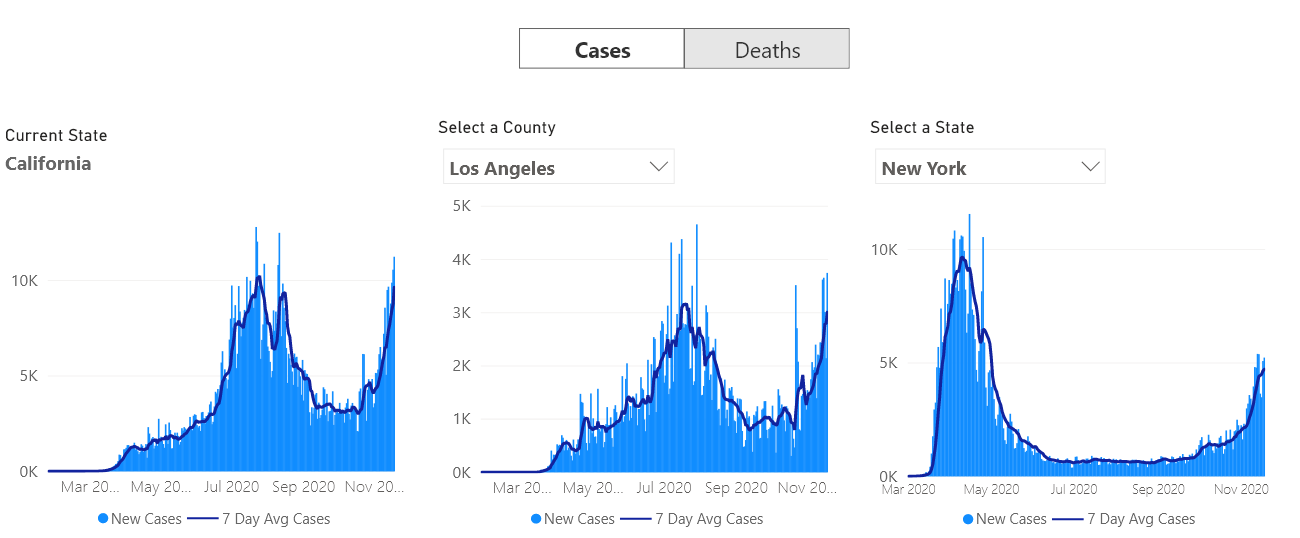 Cases Deaths
Current State
California
10K
5K
0K
Mar 20... May 20... Jul 2020 Sep 2020 Nov 20...
New Cases 7 Day Avg Cases
Select a County
Los Angeles
5K
4K
3K
2K
1K
0K
Mar 20... May 20... Jul 2020 Sep 2020 Nov 20...
New Cases 7 Day Avg Cases
Select a State
New York
10K
5K
0K
Mar 2020 May 2020 Jul 2020 Sep 2020 Nov 2020
New Cases 7 Day Avg Cases